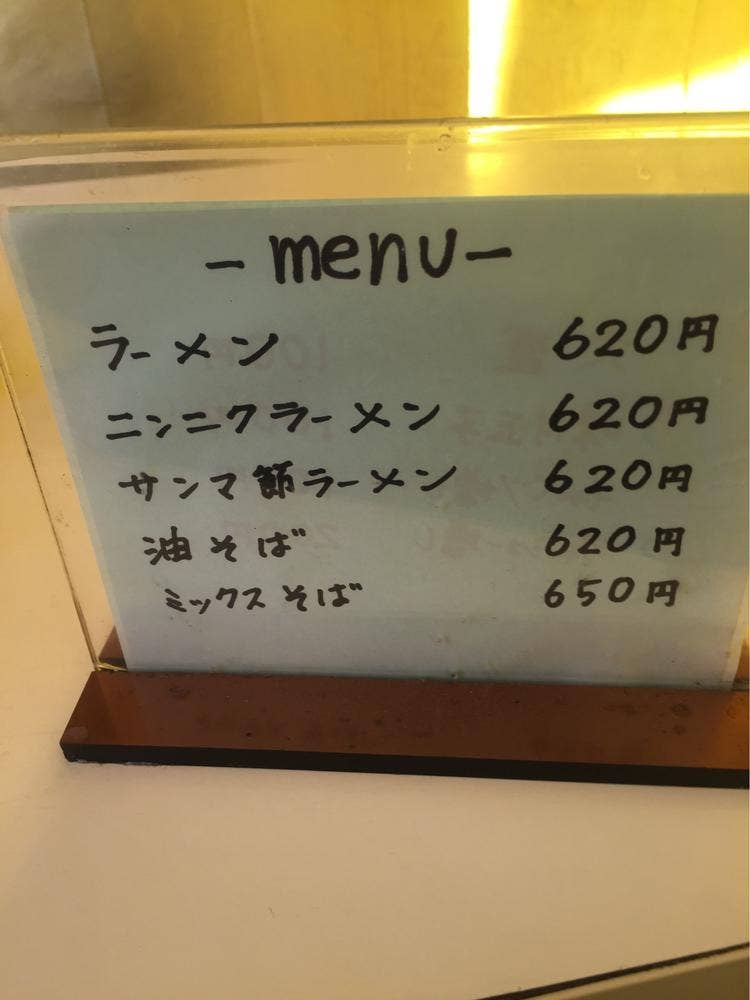 -menu-
ラーメン 620円
ニンニクラーメン 620円
サンマ節ラーメン 620円
油そば 620円
ミックスそば 650円